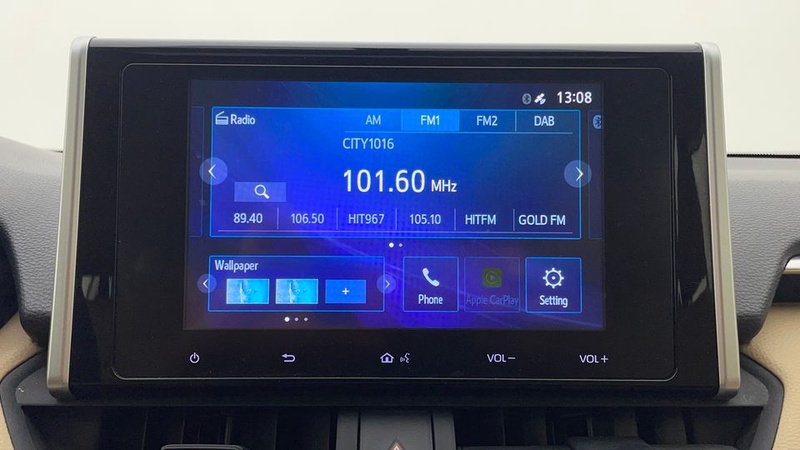 13:08
Radio AM FM1 FM2 DAB
CITY1016
101.60 MHz
89.40 106.50 HIT967 105.10 HITFM GOLD FM
Wallpaper
+
Phone Apple CarPlay Setting
VOL− VOL+